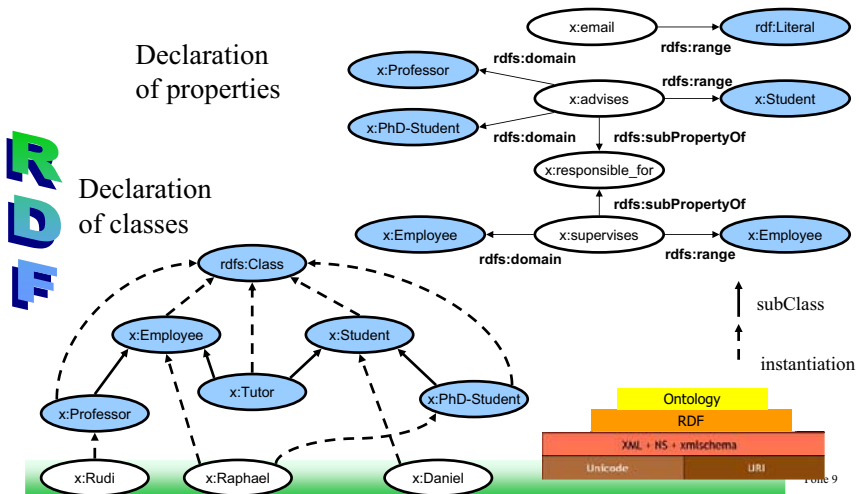 Declaration
of properties
x:email
rdf:Literal
rdfs:range
rdfs:domain
x:Professor
rdfs:range
x:advises
x:Student
x:PhD-Student
rdfs:domain
rdfs:subPropertyOf
x:responsible_for
rdfs:subPropertyOf
x:Employee
x:supervises
x:Employee
rdfs:domain
rdfs:range
RDF
Declaration
of classes
rdfs:Class
x:Employee
x:Student
x:Tutor
x:Professor
x:PhD-Student
x:Rudi
x:Raphael
x:Daniel
subClass
instantiation
Ontology
RDF
XML + NS + xmlschema
Unicode
URI
9